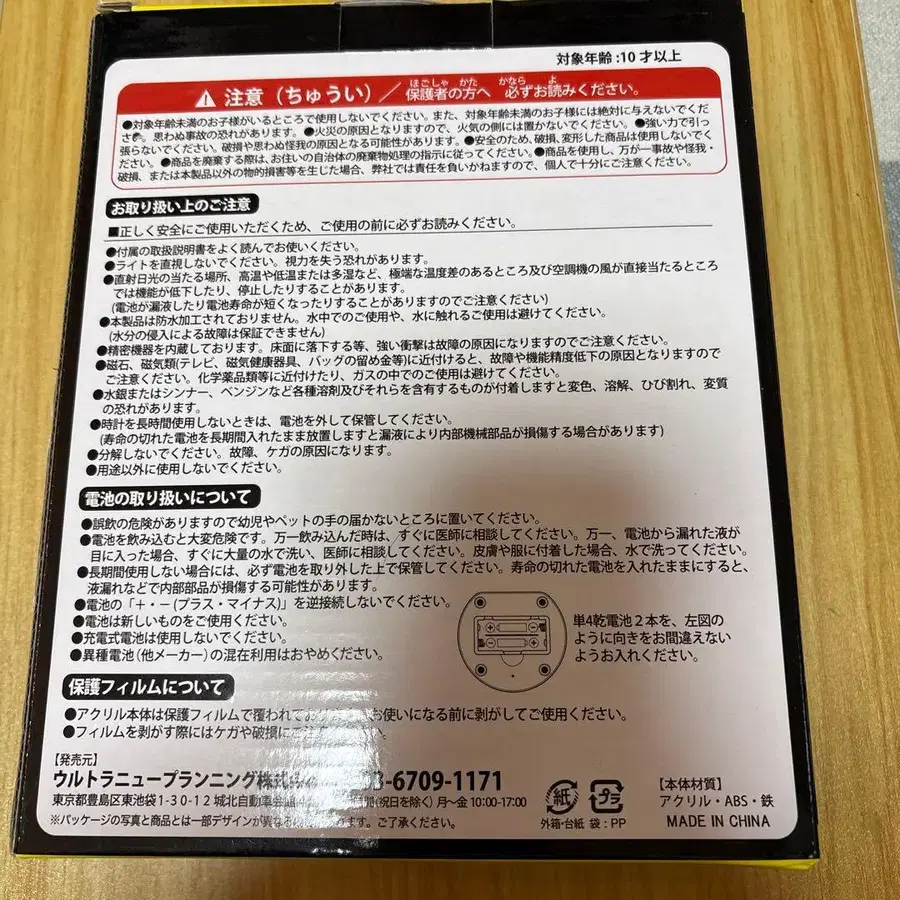 対象年齢:10才以上
⚠ 注意(ちゅうい)／保護者の方へ 必ずお読みください。
ほごしゃ かた かなら よ
●対象年齢未満のお子様がいるところで使用しないでください。また、対象年齢未満のお子様には絶対に与えないでくだ
さい。思わぬ事故の恐れがあります。●火災の原因となりますので、火気の側には置かないでください。●強い力で引っ
張らないでください。破損や思わぬ怪我の原因となる可能性があります。●安全のため、破損、変形した商品は使用しないでく
ださい。●商品を廃棄する際は、お住いの自治体の廃棄物処理の指示に従ってください。●商品を使用し、万が一事故や怪我・
破損、または本製品以外の物的損害等を生じた場合、弊社では責任を負いかねますので、個人で十分にご注意ください。
お取り扱い上のご注意
■正しく安全にご使用いただくため、ご使用の前に必ずお読みください。
●付属の取扱説明書をよく読んでお使いください。
●ライトを直視しないでください。視力を失う恐れがあります。
●直射日光の当たる場所、高温や低温または多湿など、極端な温度差のあるところ及び空調機の風が直接当たるところ
では機能が低下したり、停止したりすることがあります。
(電池が漏液したり電池寿命が短くなったりすることがありますのでご注意ください)
●本製品は防水加工されておりません。水中でのご使用や、水に触れるご使用は避けてください。
(水分の侵入による故障は保証できません)
●精密機器を内蔵しております。床面に落下する等、強い衝撃は故障の原因になりますのでご注意ください。
●磁石、磁気類(テレビ、磁気健康器具、バッグの留め金等)に近付けると、故障や機能精度低下の原因となりますので
ご注意ください。化学薬品類等に近付けたり、ガスの中でのご使用は避けてください。
●水銀またはシンナー、ベンジンなど各種溶剤及びそれらを含有するものが付着しますと変色、溶解、ひび割れ、変質
の恐れがあります。
●時計を長時間使用しないときは、電池を外して保管してください。
(寿命の切れた電池を長期間入れたまま放置しますと漏液により内部機械部品が損傷する場合があります)
●分解しないでください。故障、ケガの原因になります。
●用途以外に使用しないでください。
電池の取り扱いについて
●誤飲の危険がありますので幼児やペットの手の届かないところに置いてください。
●電池を飲み込むと大変危険です。万一飲み込んだ時は、すぐに医師に相談してください。万一、電池から漏れた液が
目に入った場合、すぐに大量の水で洗い、医師に相談してください。皮膚や服に付着した場合、水で洗ってください。
●長期間使用しない場合には、必ず電池を取り外した上で保管してください。寿命の切れた電池を入れたままにすると、
液漏れなどで内部部品が損傷する可能性があります。
●電池の「＋・－(プラス・マイナス)」を逆接続しないでください。
●電池は新しいものをご使用ください。
●充電式電池は使用しないでください。
●異種電池(他メーカー)の混在利用はおやめください。
単4乾電池2本を、左図の
ように向きをお間違えない
ようお入れください。
保護フィルムについて
●アクリル本体は保護フィルムで覆われてお お使いになる前に剥がしてご使用ください。
●フィルムを剥がす際にはケガや破損にご ください。
【発売元】
ウルトラニュープランニング株式 3-6709-1171
東京都豊島区東池袋1-30-12 城北自動車会館 (祝日を除く) 月〜金 10:00-17:00
※パッケージの写真と商品とは一部デザインが異な ます。ご了承ください。
紙 プラ
外箱・台紙 袋：PP
【本体材質】
アクリル・ABS・鉄
MADE IN CHINA